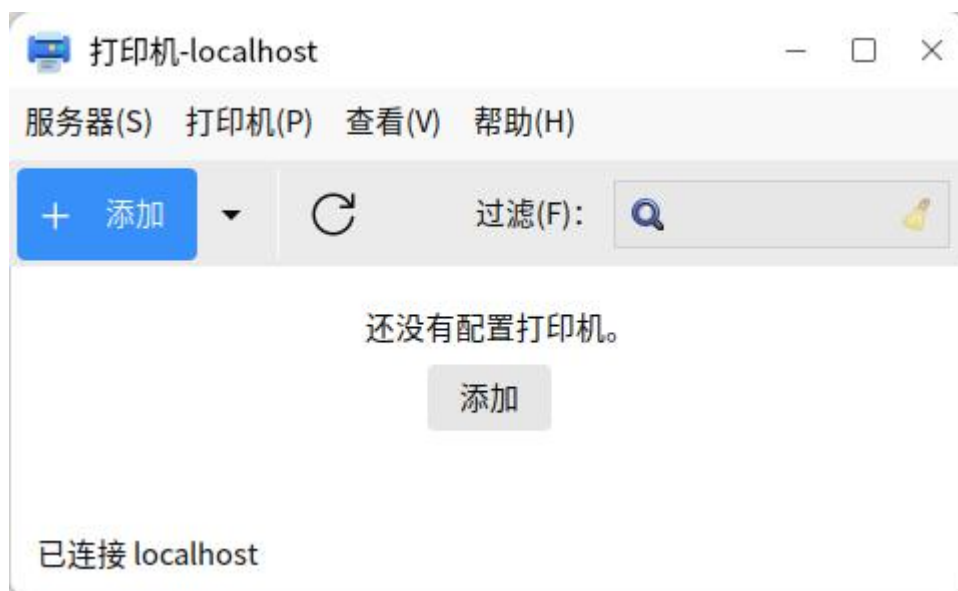 打印机-localhost
服务器(S) 打印机(P) 查看(V) 帮助(H)
添加 过滤(F):
还没有配置打印机。
添加
已连接 localhost